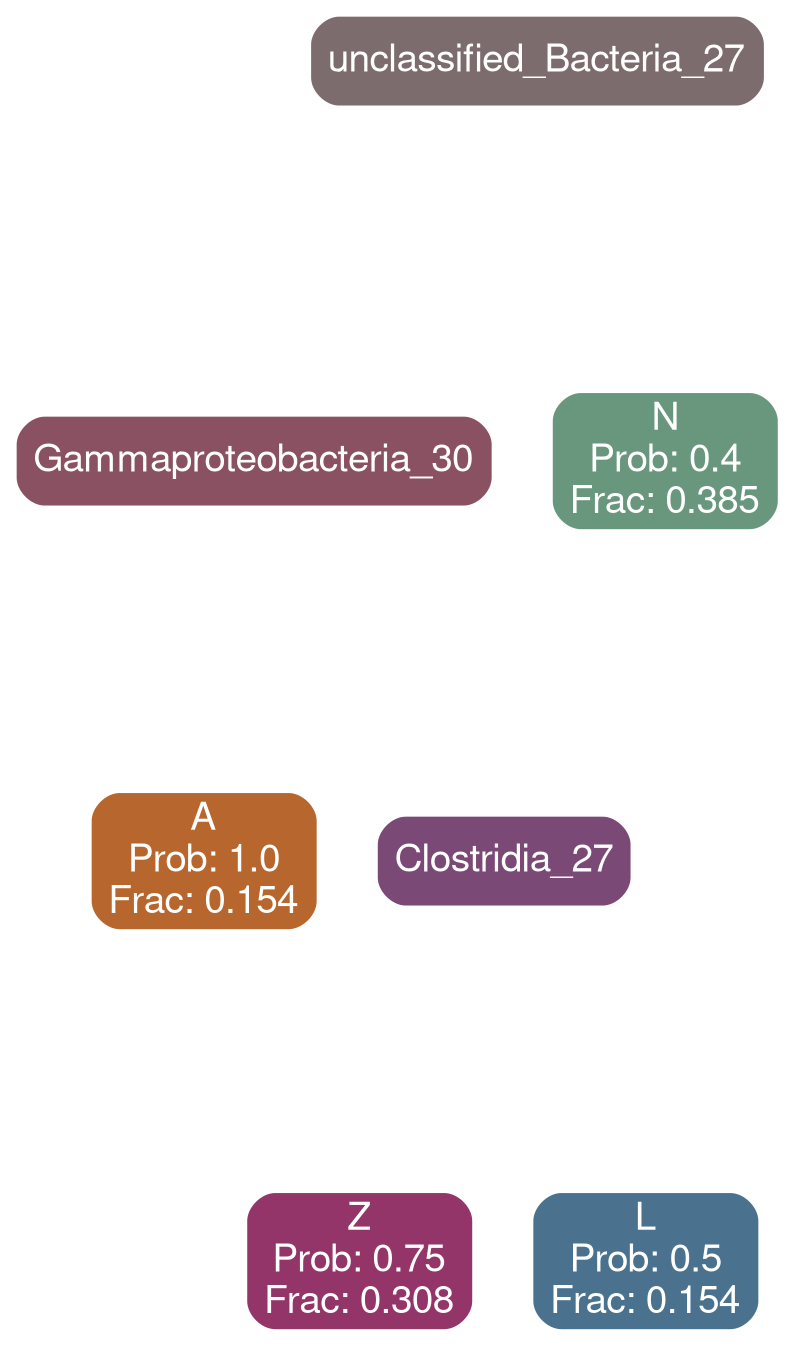 unclassified_Bacteria_27
Gammaproteobacteria_30
N
Prob: 0.4
Frac: 0.385
A
Prob: 1.0
Frac: 0.154
Clostridia_27
Z
Prob: 0.75
Frac: 0.308
L
Prob: 0.5
Frac: 0.154